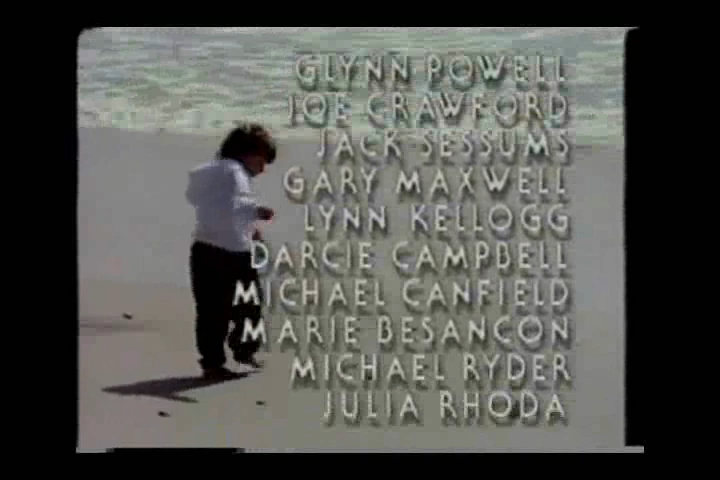 GLYNN POWELL
JOE CRAWFORD
JACK SESSUMS
GARY MAXWELL
LYNN KELLOGG
DARCIE CAMPBELL
MICHAEL CANFIELD
MARIE BESANCON
MICHAEL RYDER
JULIA RHODA